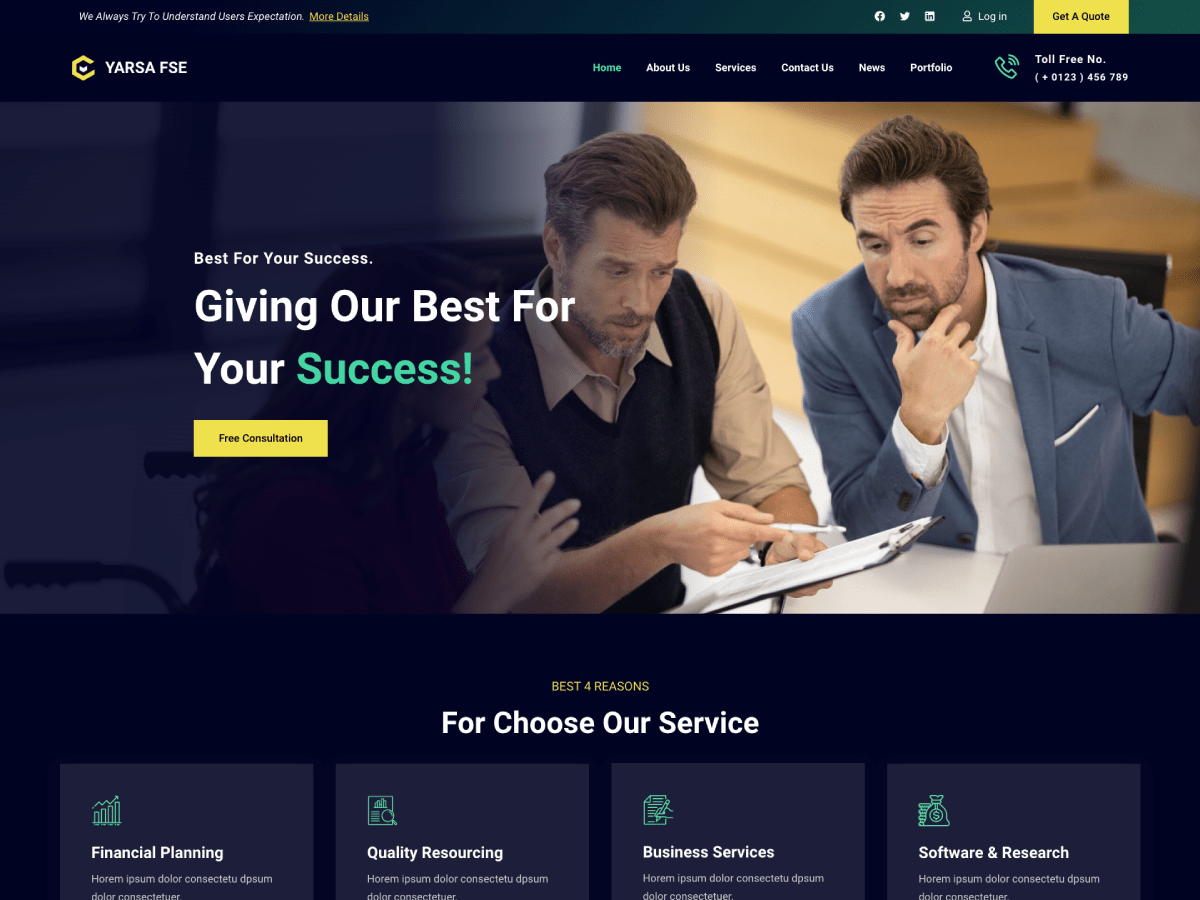 We Always Try To Understand Users Expectation. More Details
Log in
Get A Quote
YARSA FSE
Home
About Us
Services
Contact Us
News
Portfolio
Toll Free No.
( + 0123 ) 456 789
Best For Your Success.
Giving Our Best For
Your Success!
Free Consultation
BEST 4 REASONS
For Choose Our Service
Financial Planning
Horem ipsum dolor consectetu dpsum
dolor consectetuer.
Quality Resourcing
Horem ipsum dolor consectetu dpsum
dolor consectetuer.
Business Services
Horem ipsum dolor consectetu dpsum
dolor consectetuer.
Software & Research
Horem ipsum dolor consectetu dpsum
dolor consectetuer.